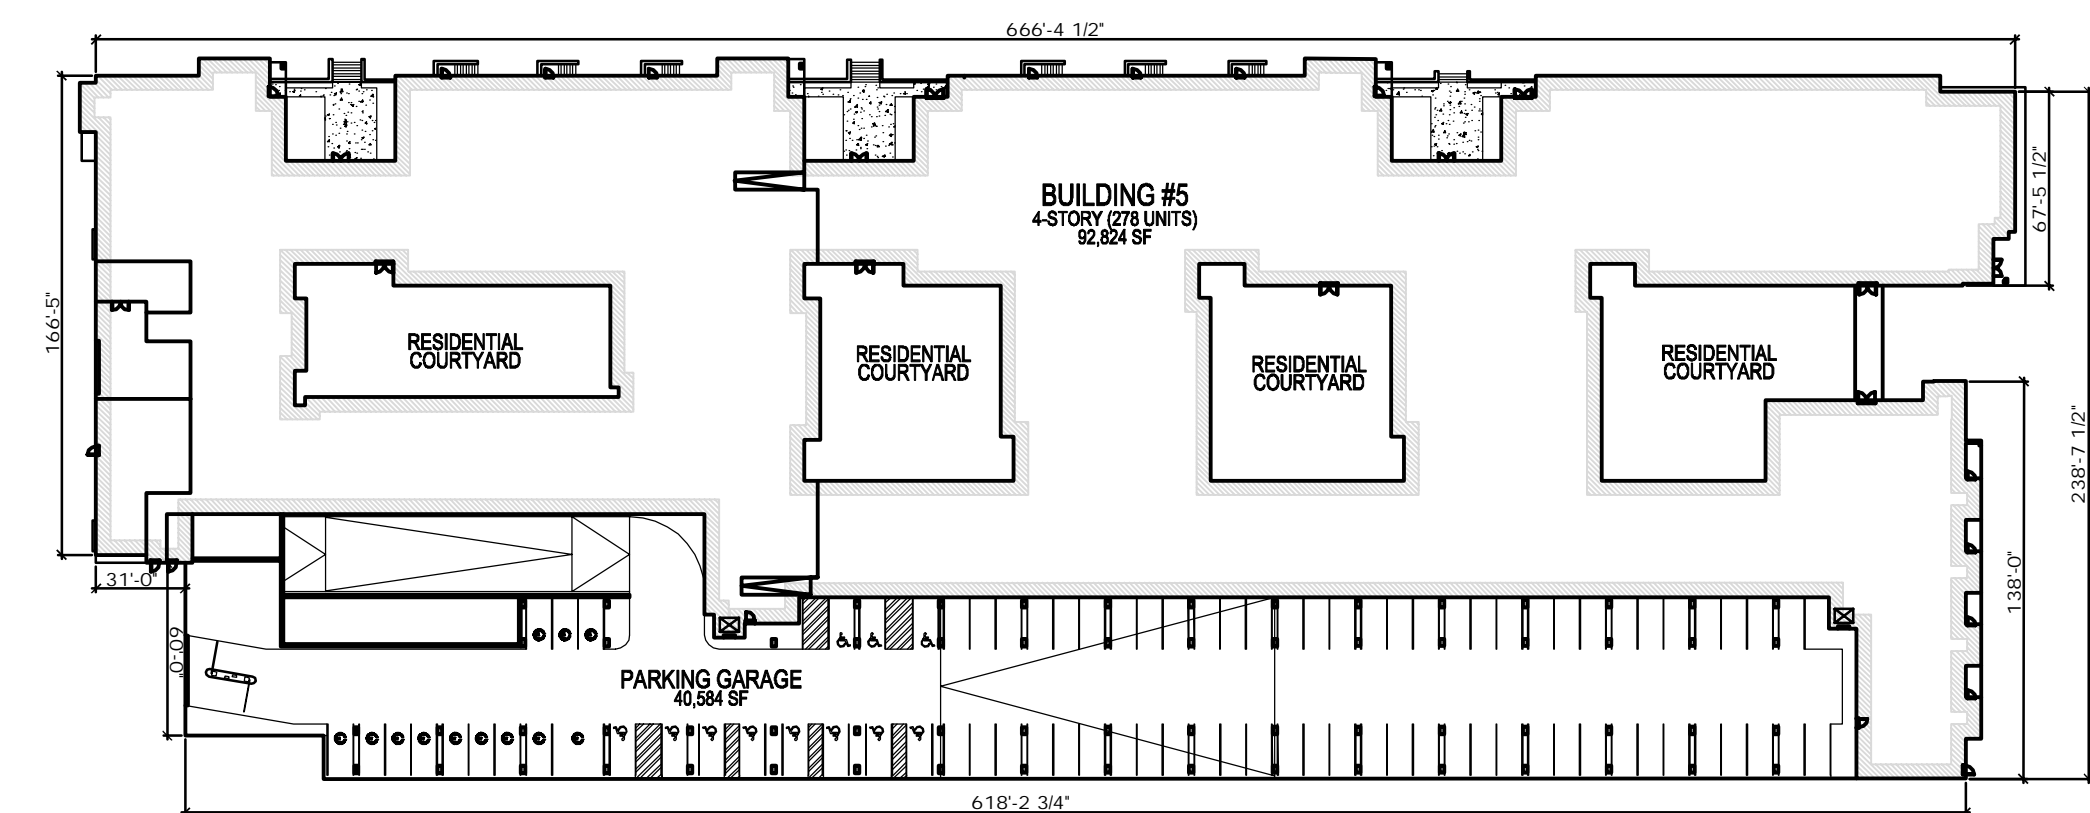 666'-4 1/2"
BUILDING #5
4-STORY (278 UNITS)
92,824 SF
67'-5 1/2"
166'-5"
RESIDENTIAL
COURTYARD
RESIDENTIAL
COURTYARD
RESIDENTIAL
COURTYARD
RESIDENTIAL
COURTYARD
238'-7 1/2"
138'-0"
31'-0"
60'-0"
PARKING GARAGE
40,584 SF
618'-2 3/4"